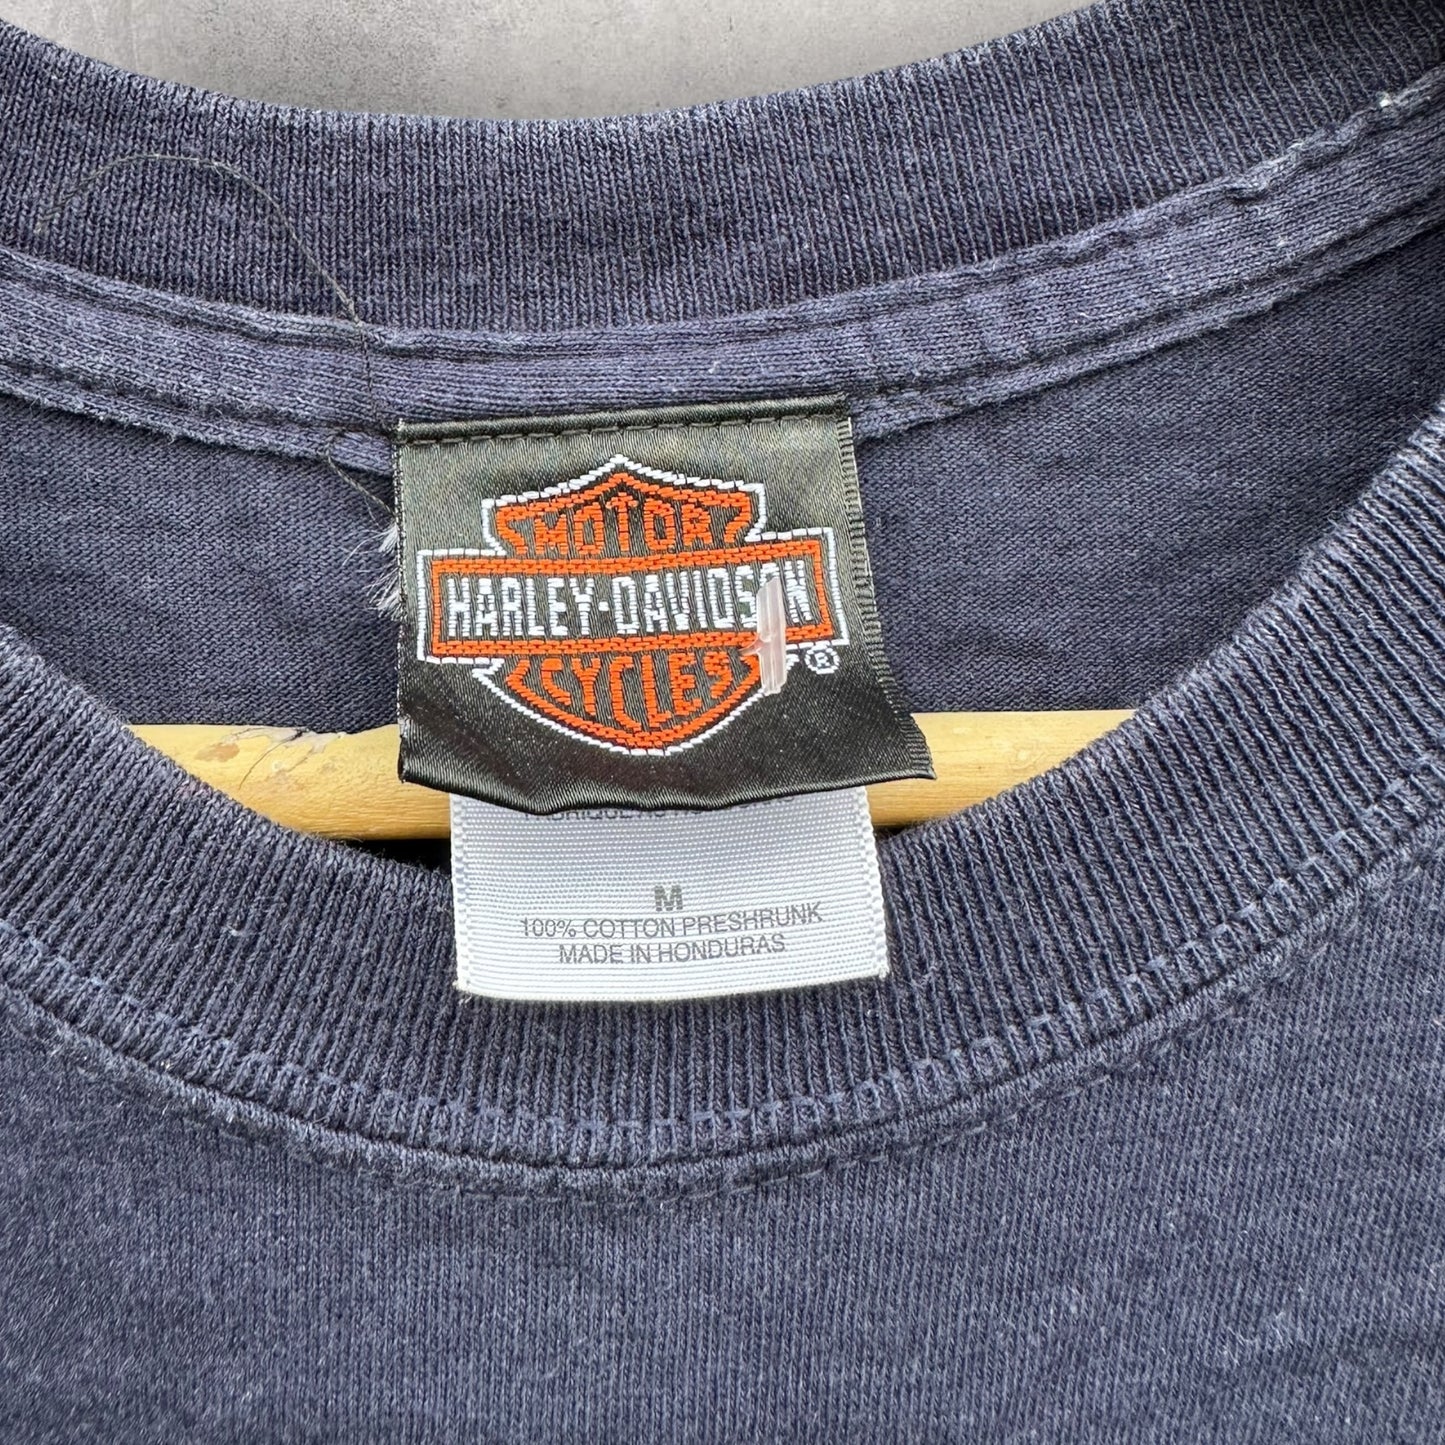 MOTOR
HARLEY-DAVIDSON
CYCLES
®
M
100% COTTON PRESHRUNK
MADE IN HONDURAS